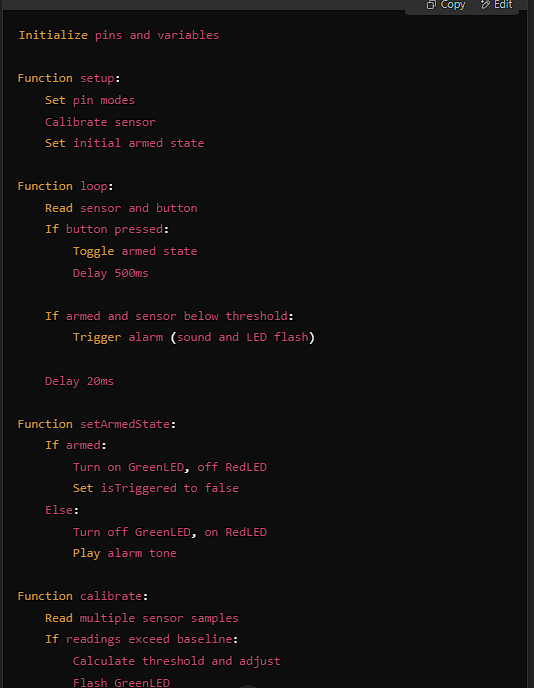 Copy Edit
Initialize pins and variables
Function setup:
Set pin modes
Calibrate sensor
Set initial armed state
Function loop:
Read sensor and button
If button pressed:
Toggle armed state
Delay 500ms
If armed and sensor below threshold:
Trigger alarm (sound and LED flash)
Delay 20ms
Function setArmedState:
If armed:
Turn on GreenLED, off RedLED
Set isTriggered to false
Else:
Turn off GreenLED, on RedLED
Play alarm tone
Function calibrate:
Read multiple sensor samples
If readings exceed baseline:
Calculate threshold and adjust
Flash GreenLED